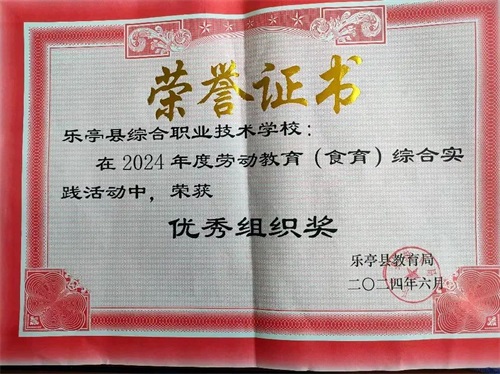 荣誉证书
乐亭县综合职业技术学校：
在2024年度劳动教育（食育）综合实
践活动中，荣获
优秀组织奖
乐亭县教育局
二〇二四年六月